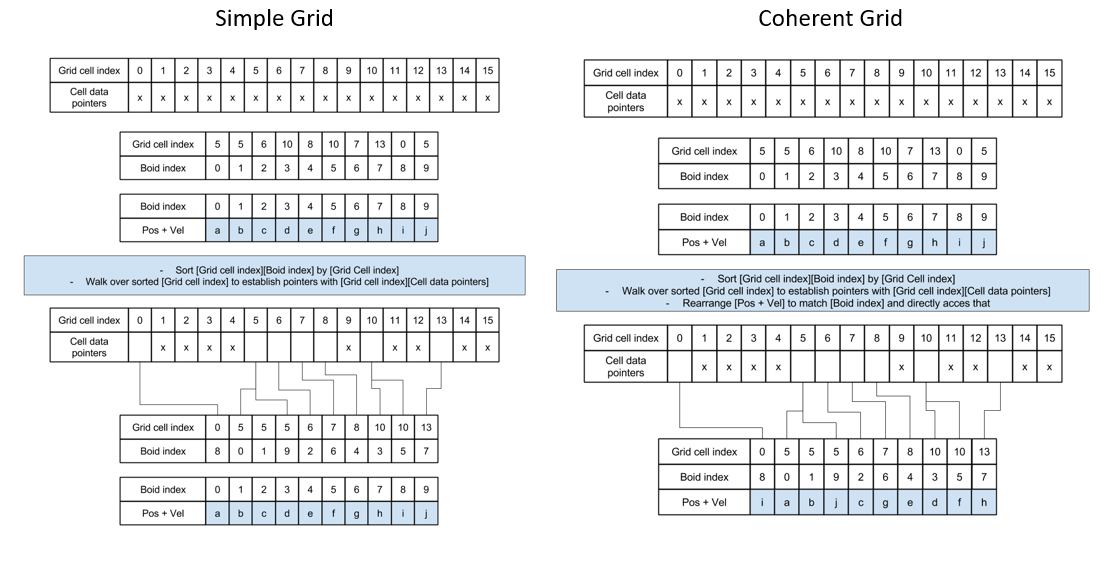 Simple Grid
Grid cell index 0 1 2 3 4 5 6 7 8 9 10 11 12 13 14 15
Cell data
pointers
x x x x x x x x x x x x x x x x
Grid cell index 5 5 6 10 8 10 7 13 0 5
Boid index 0 1 2 3 4 5 6 7 8 9
Boid index 0 1 2 3 4 5 6 7 8 9
Pos + Vel a b c d e f g h i j
- Sort [Grid cell index][Boid index] by [Grid Cell index]
- Walk over sorted [Grid cell index] to establish pointers with [Grid cell index][Cell data pointers]
Grid cell index 0 1 2 3 4 5 6 7 8 9 10 11 12 13 14 15
Cell data
pointers
x x x x x x x x x
Grid cell index 0 5 5 5 6 7 8 10 10 13
Boid index 8 0 1 9 2 6 4 3 5 7
Boid index 0 1 2 3 4 5 6 7 8 9
Pos + Vel a b c d e f g h i j
Coherent Grid
Grid cell index 0 1 2 3 4 5 6 7 8 9 10 11 12 13 14 15
Cell data
pointers
x x x x x x x x x x x x x x x x
Grid cell index 5 5 6 10 8 10 7 13 0 5
Boid index 0 1 2 3 4 5 6 7 8 9
Boid index 0 1 2 3 4 5 6 7 8 9
Pos + Vel a b c d e f g h i j
- Sort [Grid cell index][Boid index] by [Grid Cell index]
- Walk over sorted [Grid cell index] to establish pointers with [Grid cell index][Cell data pointers]
- Rearrange [Pos + Vel] to match [Boid index] and directly acces that
Grid cell index 0 1 2 3 4 5 6 7 8 9 10 11 12 13 14 15
Cell data
pointers
x x x x x x x x x
Grid cell index 0 5 5 5 6 7 8 10 10 13
Boid index 8 0 1 9 2 6 4 3 5 7
Pos + Vel i a b j c g e d f h